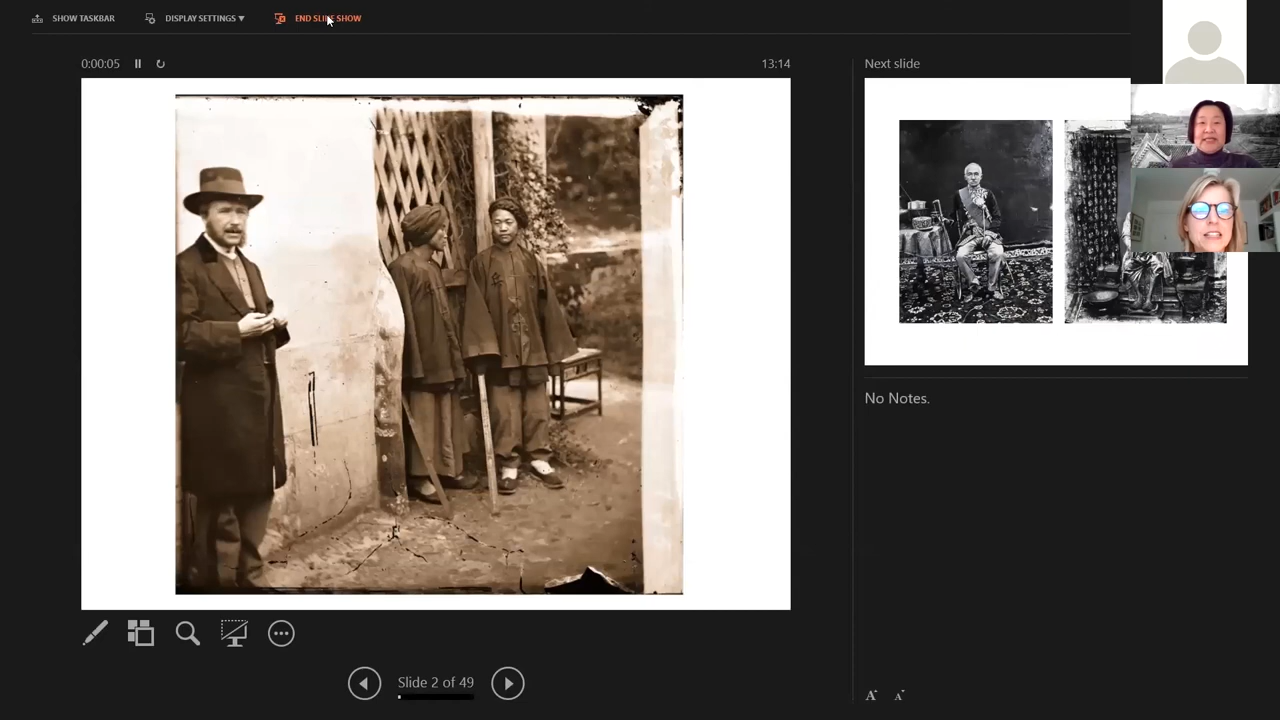 SHOW TASKBAR
DISPLAY SETTINGS ▼
END SLIDE SHOW
0:00:05
13:14
Next slide
No Notes.
Slide 2 of 49
A
A